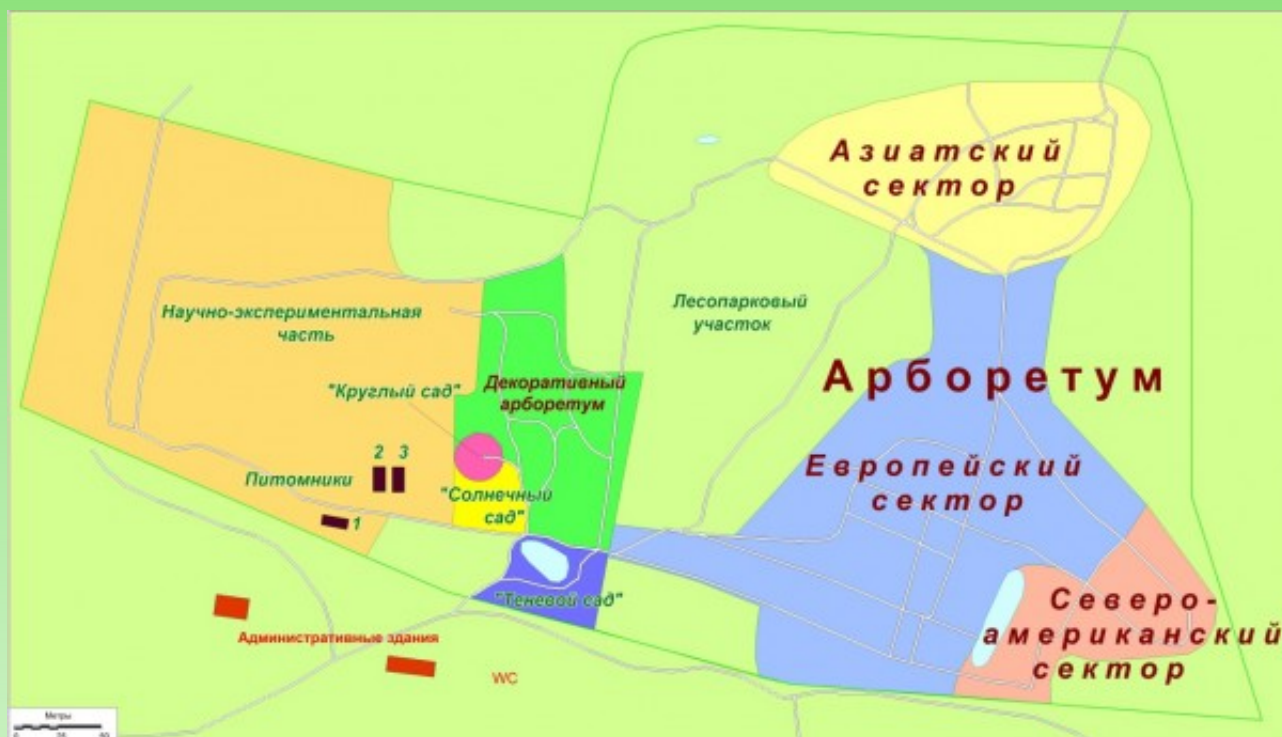 Азиатский
сектор
Лесопарковый
участок
Научно-экспериментальная
часть
"Круглый сад"
Декоративный
арборетум
Арборетум
Питомники
2 3
1
"Солнечный
сад"
Европейский
сектор
"Теневой сад"
Северо-
американский
сектор
Административные здания
WC
Метры
0